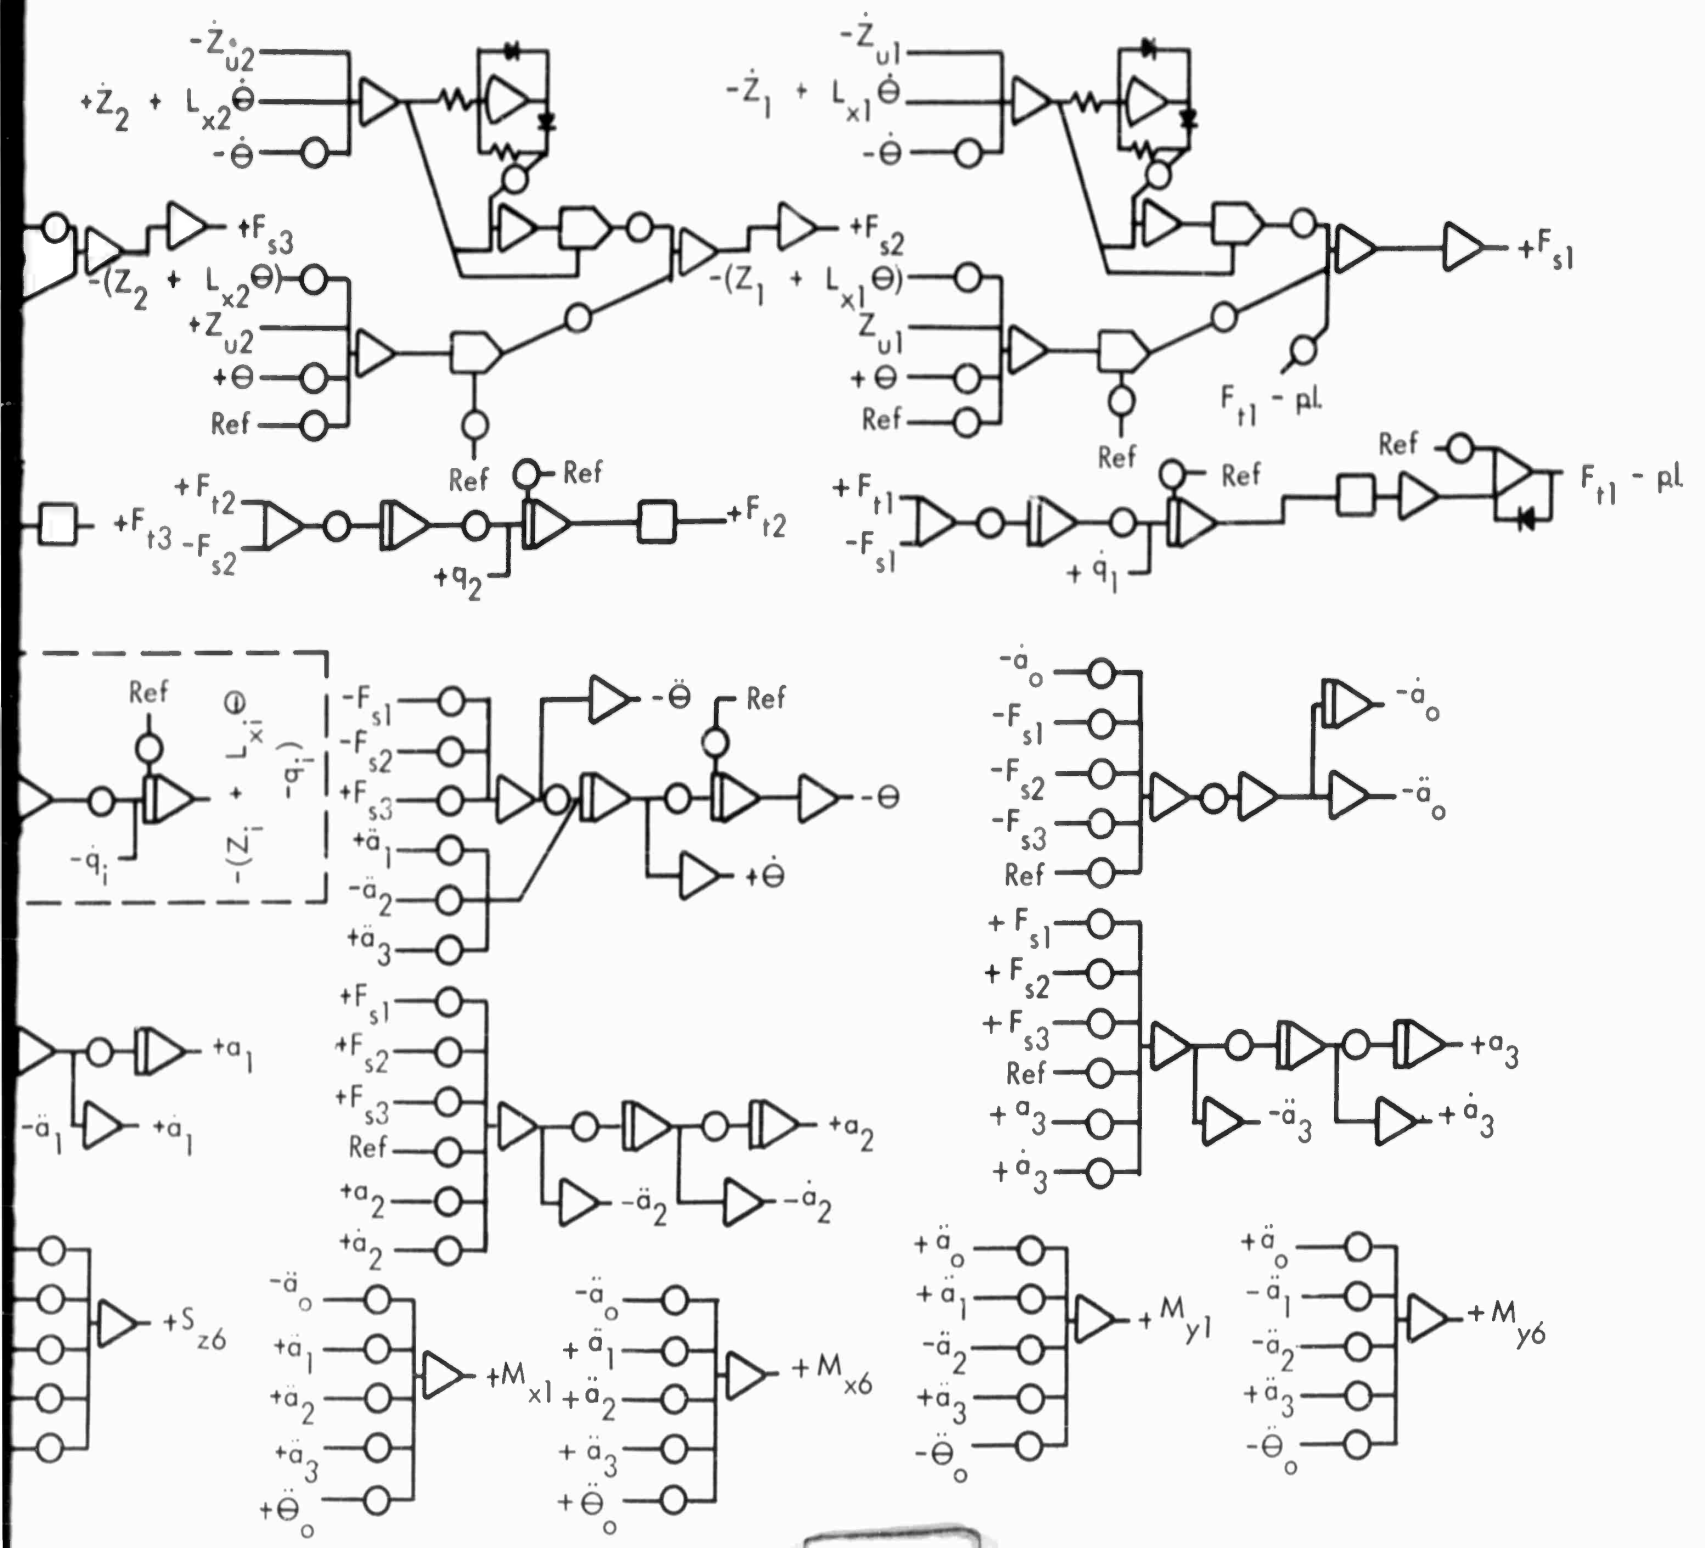 -Ż_u2
+Ż_2 + L_x2 Θ̇
-Θ̇
+F_s3
-(Z_2 + L_x2 Θ)
+Z_u2
+Θ
Ref
Ref
+F_s2
-Ż_u1
-Ż_1 + L_x1 Θ̇
-Θ̇
-(Z_1 + L_x1 Θ)
Z_u1
+Θ
Ref
Ref
+F_s1
F_t1 - pl.
+F_t3
+F_t2
-F_s2
Ref
+q_2
+F_t2
+F_t1
-F_s1
Ref
+q̇_1
Ref
F_t1 - pl.
Ref
-q̇_i
-(Z_i + L_xi Θ
-q_i)
-F_s1
-F_s2
+F_s3
+ä_1
-ä_2
+ä_3
-Θ̈
Ref
-Θ
+Θ̇
-ȧ_o
-F_s1
-F_s2
-F_s3
Ref
-ȧ_o
-ä_o
+a_1
-ä_1
+ȧ_1
+F_s1
+F_s2
+F_s3
Ref
+a_2
+ȧ_2
+a_2
-ä_2
-ȧ_2
+F_s1
+F_s2
+F_s3
Ref
+a_3
+ȧ_3
+a_3
-ä_3
+ȧ_3
+S_z6
-ä_o
+ä_1
+ä_2
+ä_3
+Θ̈_o
+M_x1
-ä_o
+ä_1
+ä_2
+ä_3
+Θ̈_o
+M_x6
+ä_o
+ä_1
-ä_2
+ä_3
-Θ̈_o
+M_y1
+ä_o
-ä_1
-ä_2
+ä_3
-Θ̈_o
+M_y6